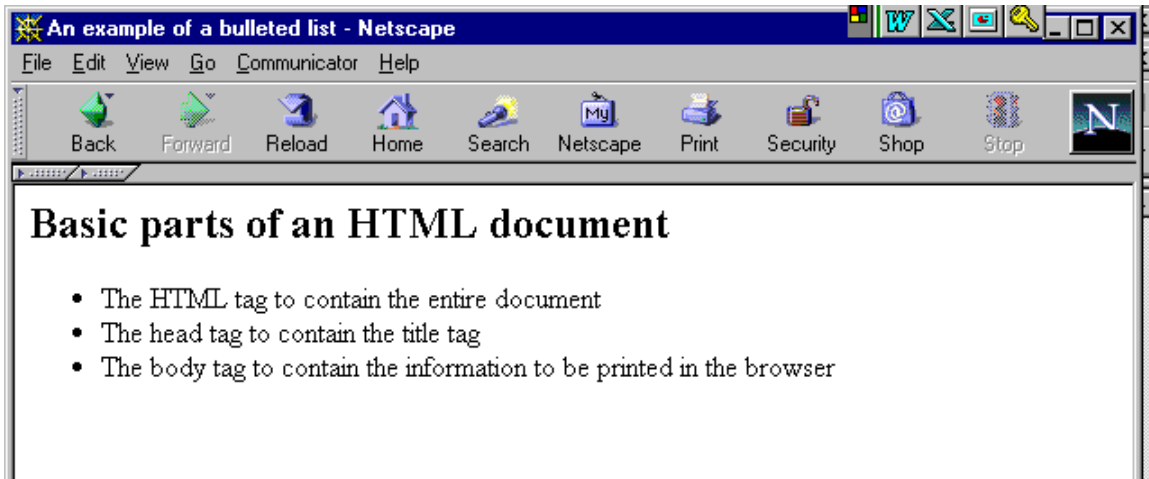 An example of a bulleted list - Netscape
File Edit View Go Communicator Help
Back Forward Reload Home Search My Netscape Print Security Shop Stop N
Basic parts of an HTML document
• The HTML tag to contain the entire document
• The head tag to contain the title tag
• The body tag to contain the information to be printed in the browser